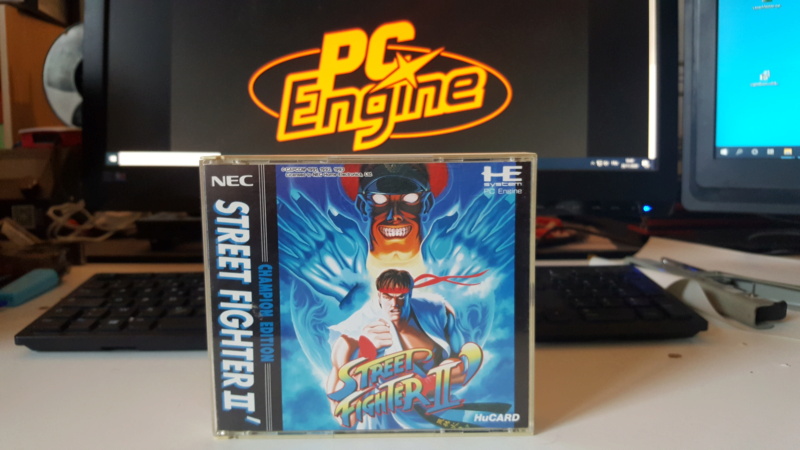 PC
Engine
NEC
STREET FIGHTER II'
CHAMPION EDITION
HE
system
PC Engine
STREET
FIGHTER II'
HuCARD